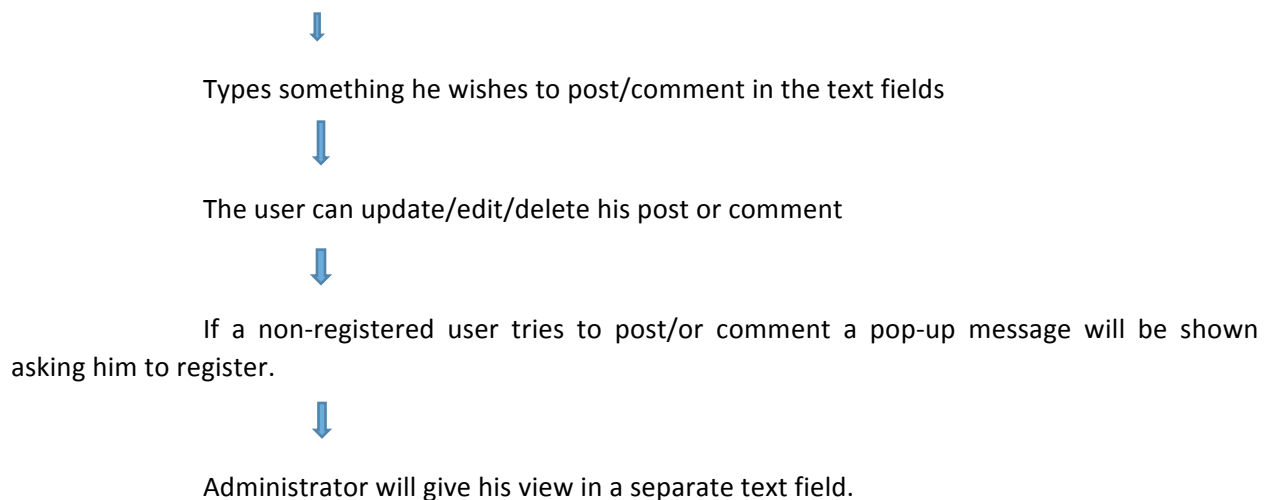 Types something he wishes to post/comment in the text fields
The user can update/edit/delete his post or comment
If a non-registered user tries to post/or comment a pop-up message will be shown
asking him to register.
Administrator will give his view in a separate text field.